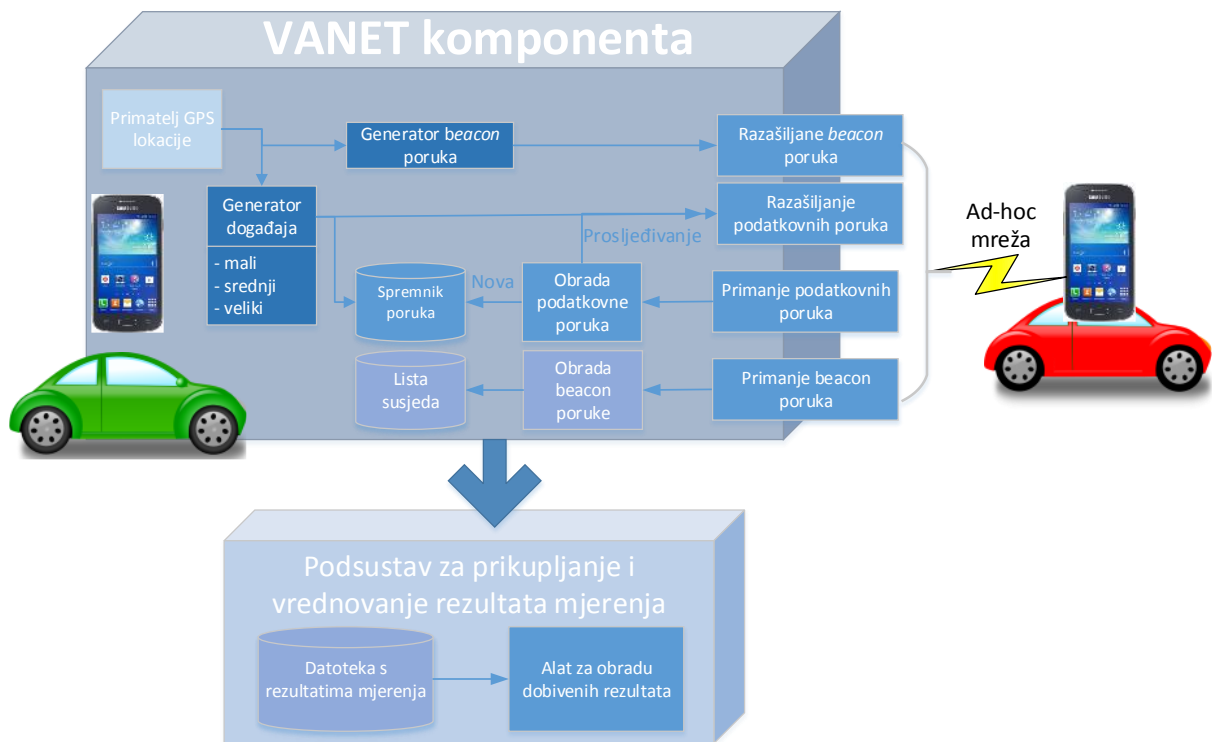 VANET komponenta
Primatelj GPS
lokacije
Generator beacon
poruka
Razašiljane beacon
poruka
Generator
događaja
- mali
- srednji
- veliki
Razašiljanje
podatkovnih poruka
Prosljeđivanje
Spremnik
poruka
Nova
Obrada
podatkovne
poruka
Primanje podatkovnih
poruka
Lista
susjeda
Obrada
beacon
poruke
Primanje beacon
poruka
Ad-hoc
mreža
SAMSUNG
Podsustav za prikupljanje i
vrednovanje rezultata mjerenja
Datoteka s
rezultatima mjerenja
Alat za obradu
dobivenih rezultata